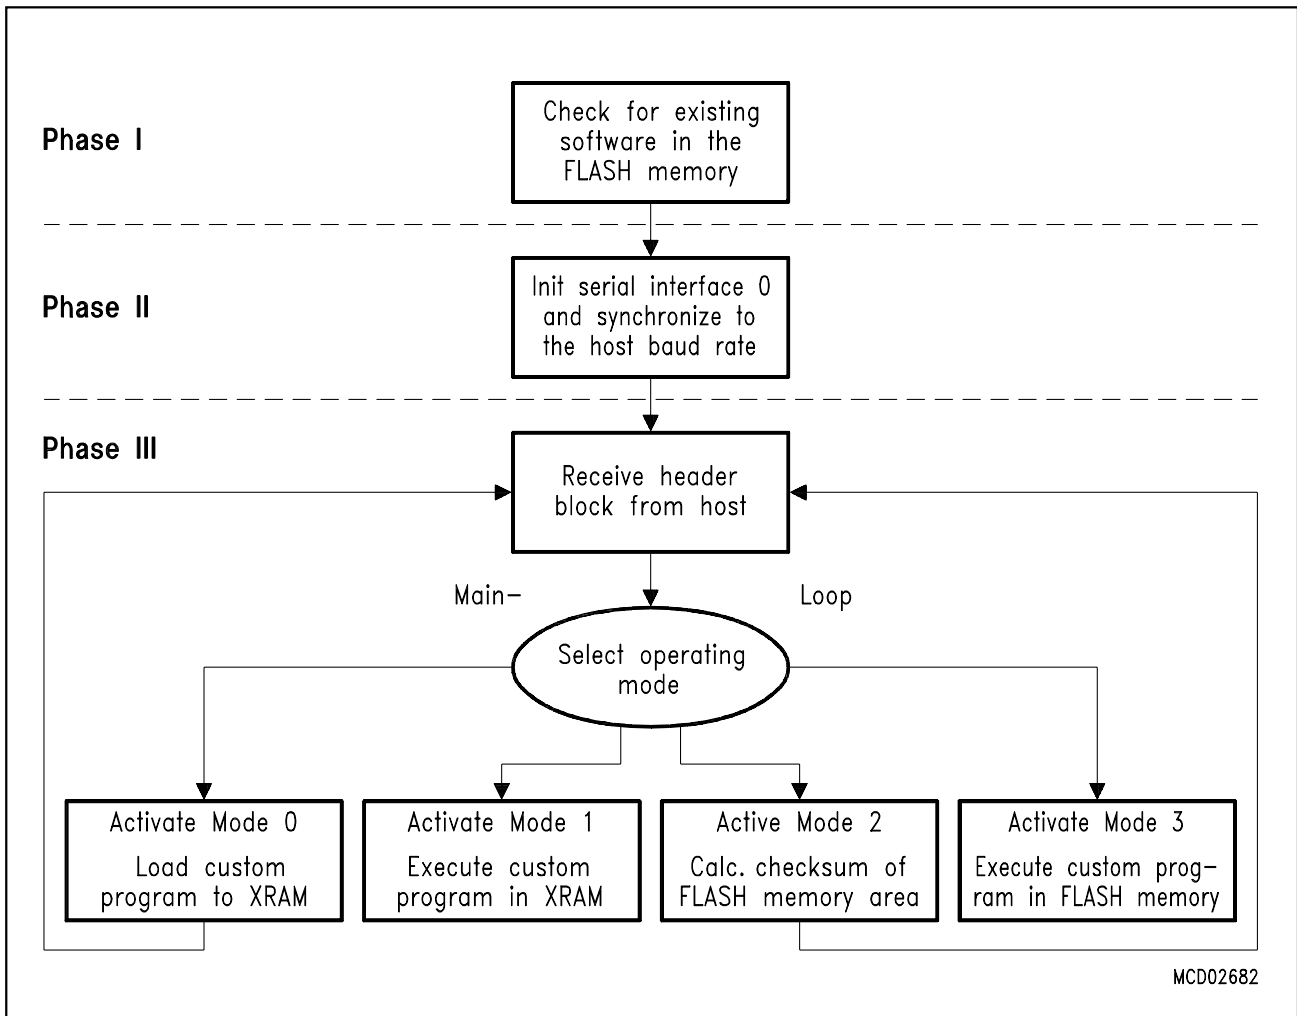 Phase I
Check for existing
software in the
FLASH memory
Phase II
Init serial interface 0
and synchronize to
the host baud rate
Phase III
Receive header
block from host
Main-
Loop
Select operating
mode
Activate Mode 0
Load custom
program to XRAM
Activate Mode 1
Execute custom
program in XRAM
Active Mode 2
Calc. checksum of
FLASH memory area
Activate Mode 3
Execute custom prog-
ram in FLASH memory
MCD02682